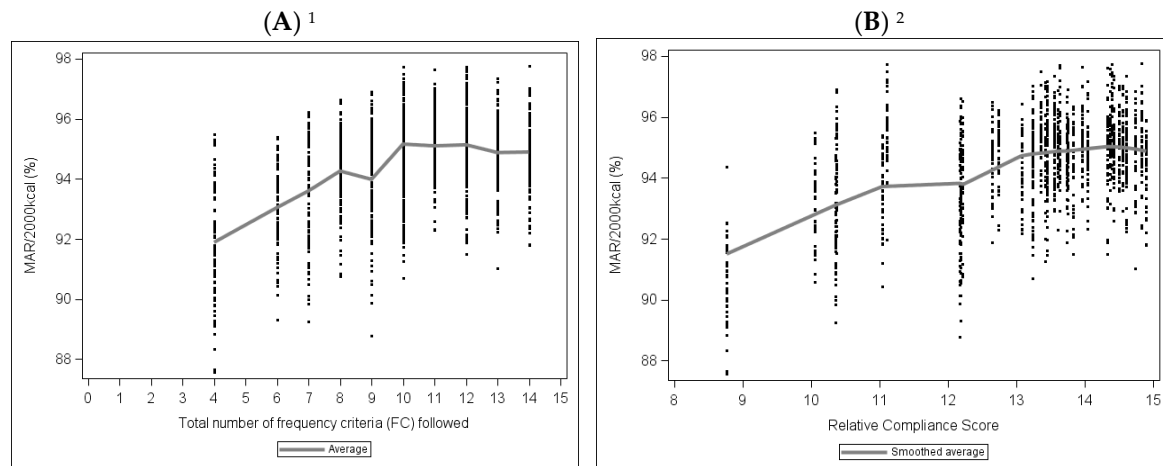 (A) 1
98
96
94
92
90
88
MAR/2000kcal (%)
0 1 2 3 4 5 6 7 8 9 10 11 12 13 14 15
Total number of frequency criteria (FC) followed
Average
(B) 2
98
96
94
92
90
88
MAR/2000kcal (%)
8 9 10 11 12 13 14 15
Relative Compliance Score
Smoothed average